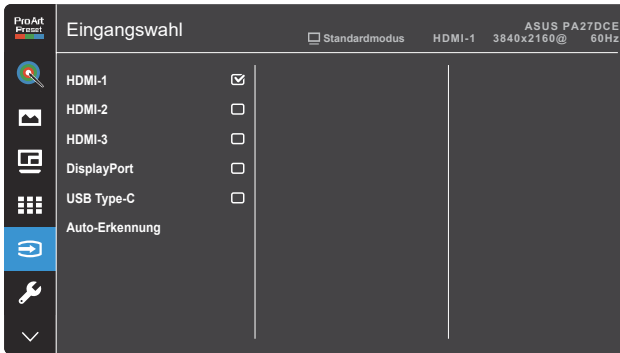 ProArt
Preset
Eingangswahl
Standardmodus HDMI-1 3840x2160@ 60Hz
ASUS PA27DCE
HDMI-1
HDMI-2
HDMI-3
DisplayPort
USB Type-C
Auto-Erkennung